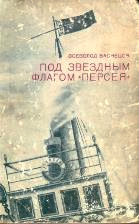 ВСЕВОЛОД ВАСНЕЦОВ
ПОД ЗВЕЗДНЫМ
ФЛАГОМ «ПЕРСЕЯ»